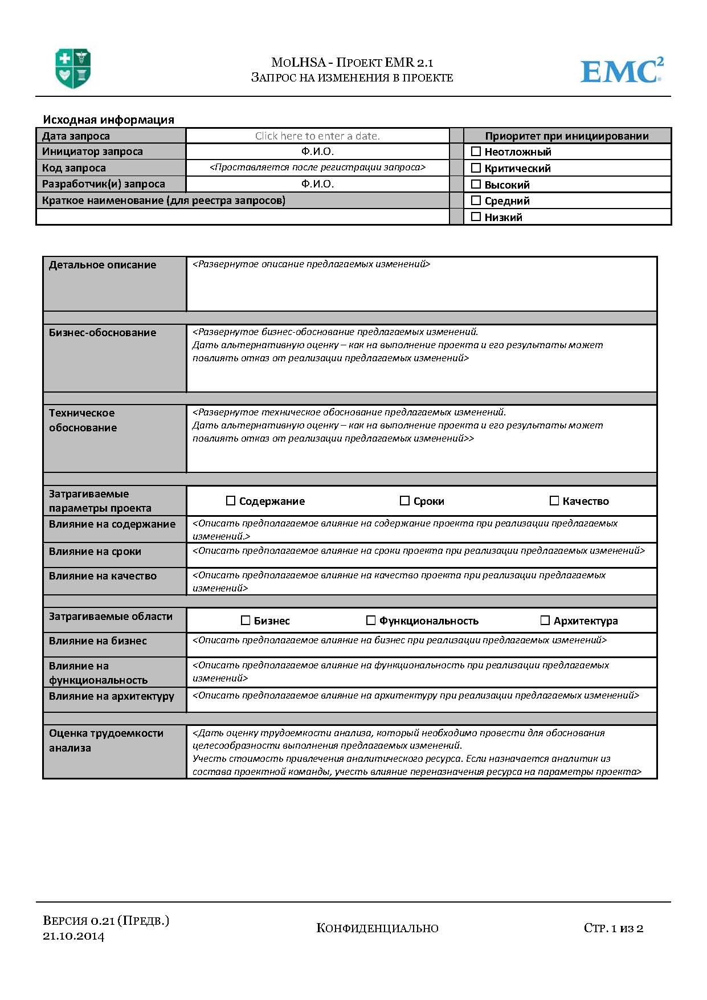 MoLHSA - Проект EMR 2.1
Запрос на изменения в проекте
EMC²
Исходная информация
Дата запроса Click here to enter a date. Приоритет при инициировании
Инициатор запроса Ф.И.О. ☐ Неотложный
Код запроса <Проставляется после регистрации запроса> ☐ Критический
Разработчик(и) запроса Ф.И.О. ☐ Высокий
Краткое наименование (для реестра запросов) ☐ Средний
☐ Низкий
Детальное описание <Развернутое описание предлагаемых изменений>
Бизнес-обоснование <Развернутое бизнес-обоснование предлагаемых изменений.
Дать альтернативную оценку – как на выполнение проекта и его результаты может
повлиять отказ от реализации предлагаемых изменений>
Техническое
обоснование
<Развернутое техническое обоснование предлагаемых изменений.
Дать альтернативную оценку – как на выполнение проекта и его результаты может
повлиять отказ от реализации предлагаемых изменений>>
Затрагиваемые
параметры проекта
☐ Содержание ☐ Сроки ☐ Качество
Влияние на содержание <Описать предполагаемое влияние на содержание проекта при реализации предлагаемых
изменений.>
Влияние на сроки <Описать предполагаемое влияние на сроки проекта при реализации предлагаемых изменений>
Влияние на качество <Описать предполагаемое влияние на качество проекта при реализации предлагаемых
изменений>
Затрагиваемые области ☐ Бизнес ☐ Функциональность ☐ Архитектура
Влияние на бизнес <Описать предполагаемое влияние на бизнес при реализации предлагаемых изменений>
Влияние на
функциональность
<Описать предполагаемое влияние на функциональность при реализации предлагаемых
изменений>
Влияние на архитектуру <Описать предполагаемое влияние на архитектуру при реализации предлагаемых изменений>
Оценка трудоемкости
анализа
<Дать оценку трудоемкости анализа, который необходимо провести для обоснования
целесообразности выполнения предлагаемых изменений.
Учесть стоимость привлечения аналитического ресурса. Если назначается аналитик из
состава проектной команды, учесть влияние переназначения ресурса на параметры проекта>
Версия 0.21 (Предв.)
21.10.2014
Конфиденциально
Стр. 1 из 2